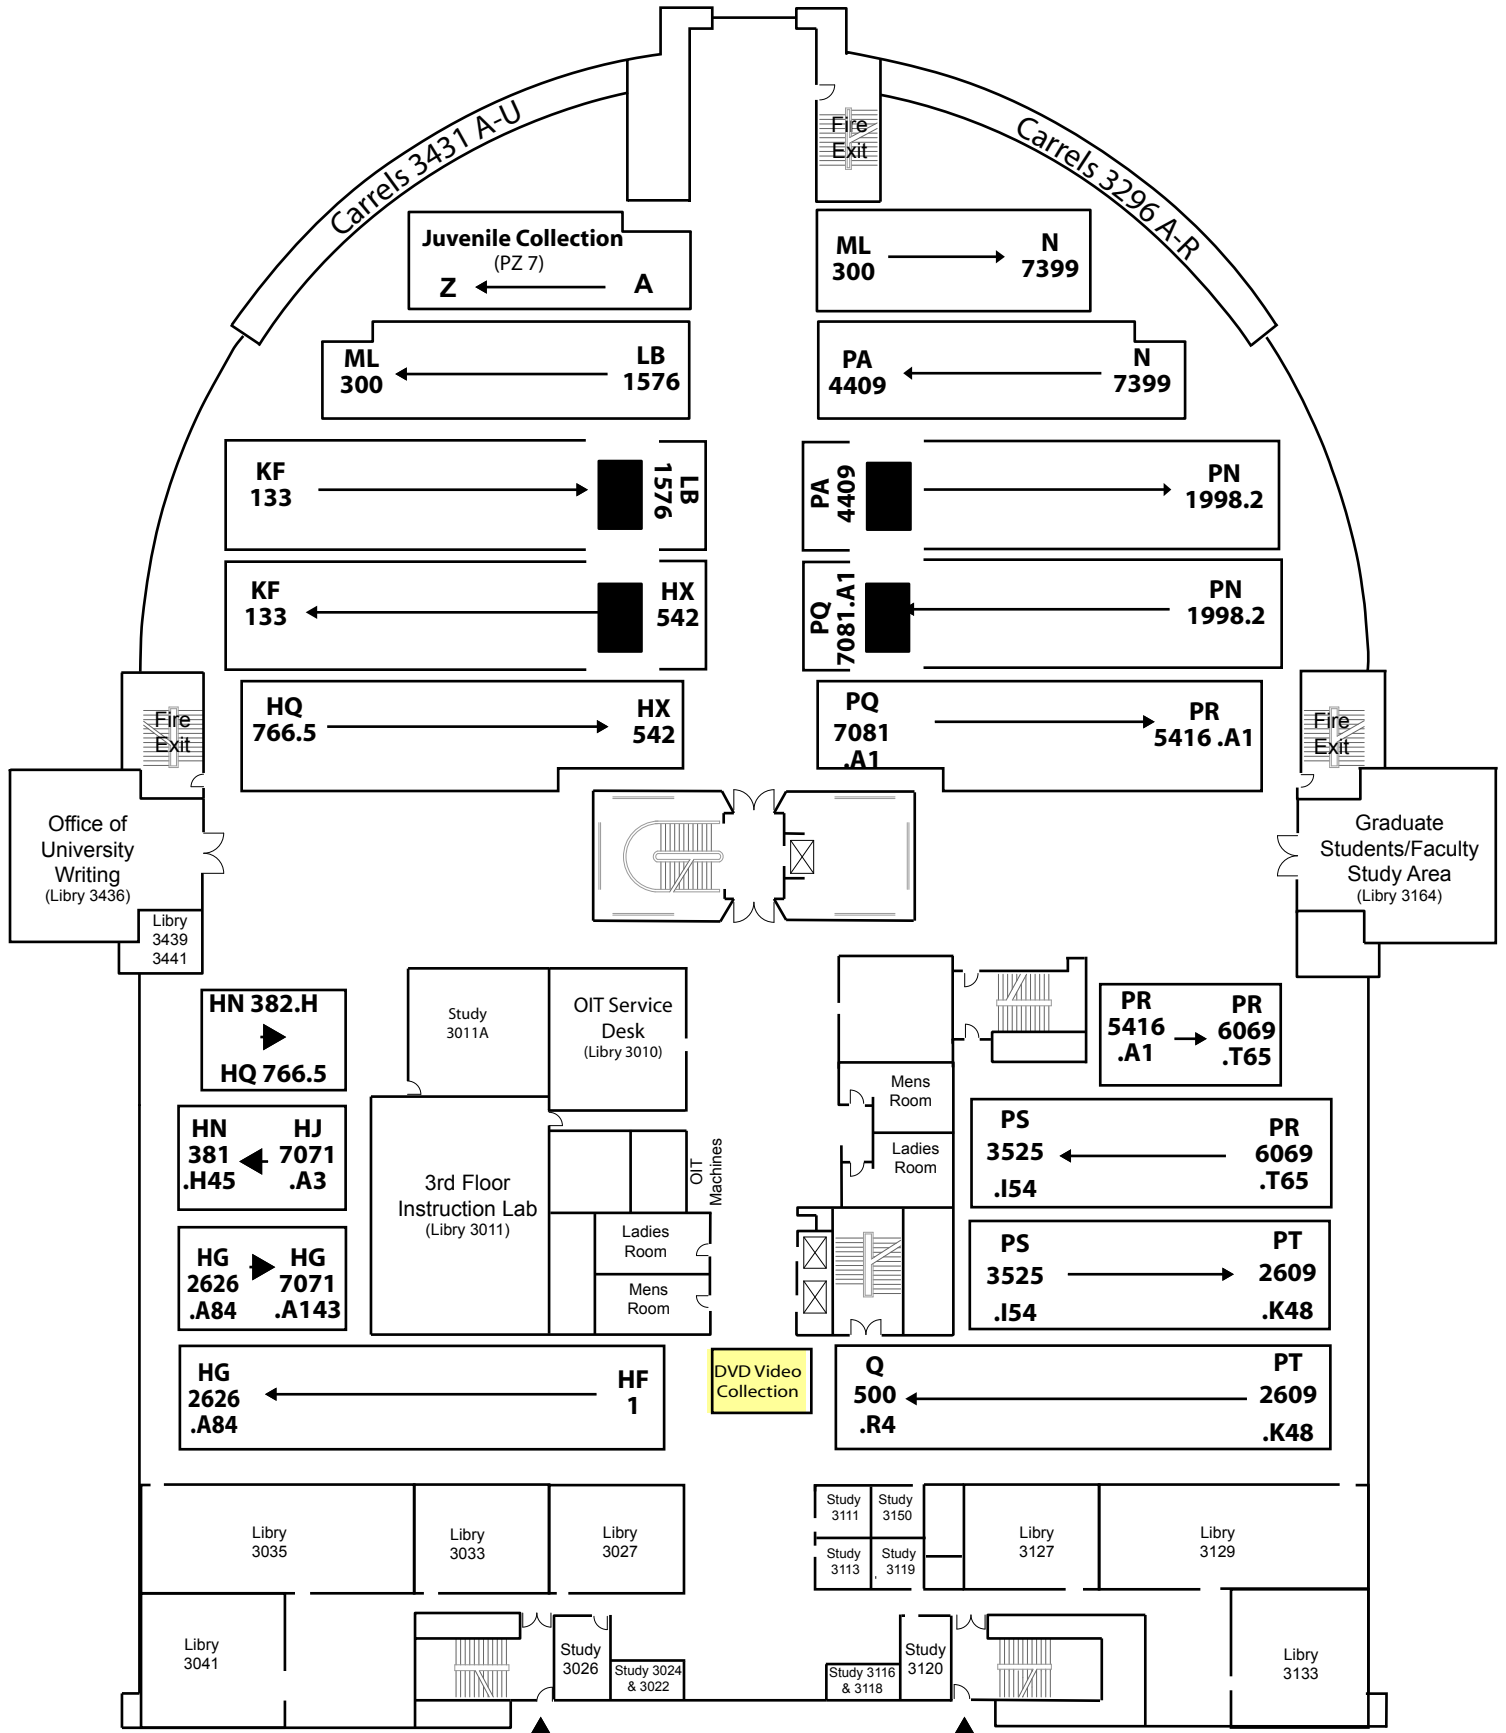 Carrels 3431 A-U
Carrels 3296 A-R
Fire
Exit
Juvenile Collection
(PZ 7)
Z
A
ML
300
N
7399
ML
300
LB
1576
PA
4409
N
7399
KF
133
LB
1576
PA
4409
PN
1998.2
KF
133
HX
542
PQ
7081.A1
PN
1998.2
HQ
766.5
HX
542
PQ
7081
.A1
PR
5416 .A1
Fire
Exit
Fire
Exit
Office of
University
Writing
(Libry 3436)
Libry
3439
3441
Graduate
Students/Faculty
Study Area
(Libry 3164)
HN 382.H
HQ 766.5
Study
3011A
OIT Service
Desk
(Libry 3010)
PR
5416
.A1
PR
6069
.T65
Mens
Room
Ladies
Room
HN
381
.H45
HJ
7071
.A3
3rd Floor
Instruction Lab
(Libry 3011)
OIT
Machines
PS
3525
.I54
PR
6069
.T65
HG
2626
.A84
HG
7071
.A143
Ladies
Room
Mens
Room
PS
3525
.I54
PT
2609
.K48
HG
2626
.A84
HF
1
DVD Video
Collection
Q
500
.R4
PT
2609
.K48
Libry
3035
Libry
3033
Libry
3027
Study
3111
Study
3150
Study
3113
Study
3119
Libry
3127
Libry
3129
Libry
3041
Study
3026
Study 3024
& 3022
Study 3116
& 3118
Study
3120
Libry
3133